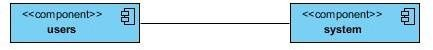 <<component>>
users
<<component>>
system